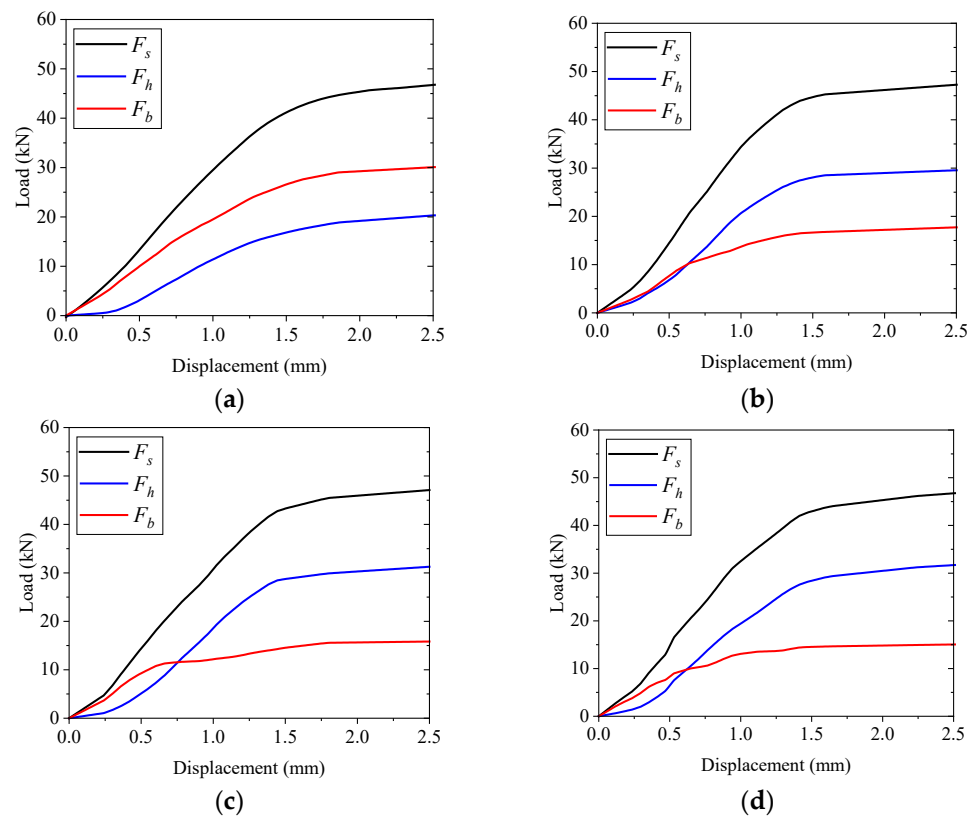 60
50
40
30
20
10
0
0.0 0.5 1.0 1.5 2.0 2.5
Load (kN)
Displacement (mm)
F_s
F_h
F_b
(a)
60
50
40
30
20
10
0
0.0 0.5 1.0 1.5 2.0 2.5
Load (kN)
Displacement (mm)
F_s
F_h
F_b
(b)
60
50
40
30
20
10
0
0.0 0.5 1.0 1.5 2.0 2.5
Load (kN)
Displacement (mm)
F_s
F_h
F_b
(c)
60
50
40
30
20
10
0
0.0 0.5 1.0 1.5 2.0 2.5
Load (kN)
Displacement (mm)
F_s
F_h
F_b
(d)